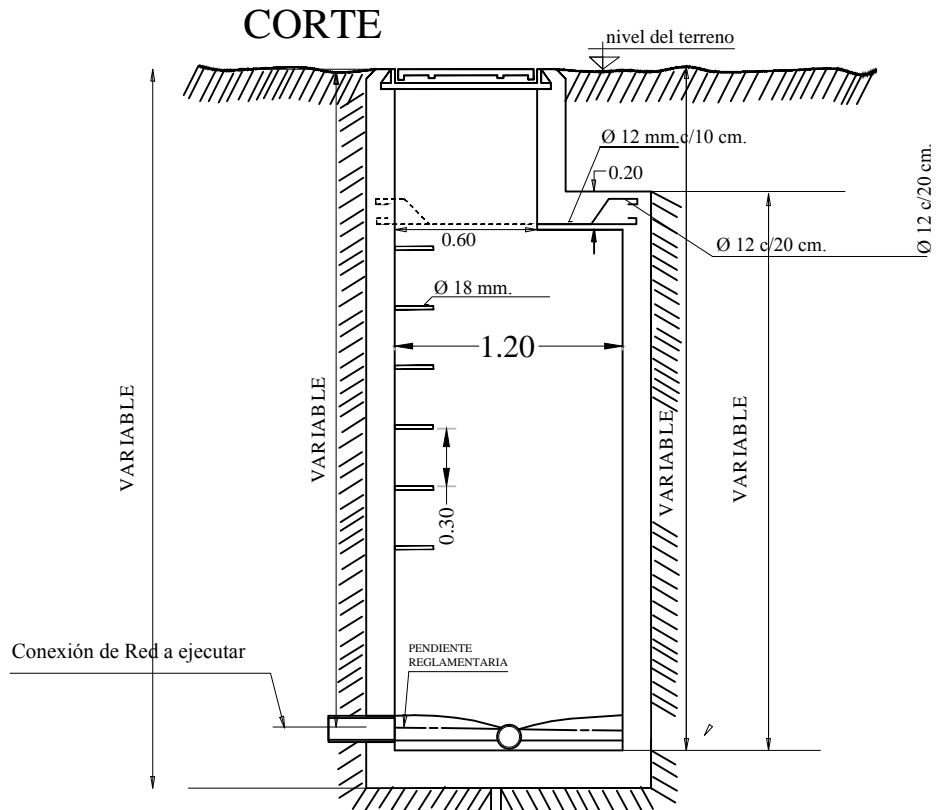 CORTE
nivel del terreno
Ø 12 mm.c/10 cm.
0.20
Ø 12 c/20 cm.
Ø 12 c/20 cm.
0.60
Ø 18 mm.
1.20
VARIABLE
VARIABLE
VARIABLE
VARIABLE
0.30
Conexión de Red a ejecutar
PENDIENTE
REGLAMENTARIA